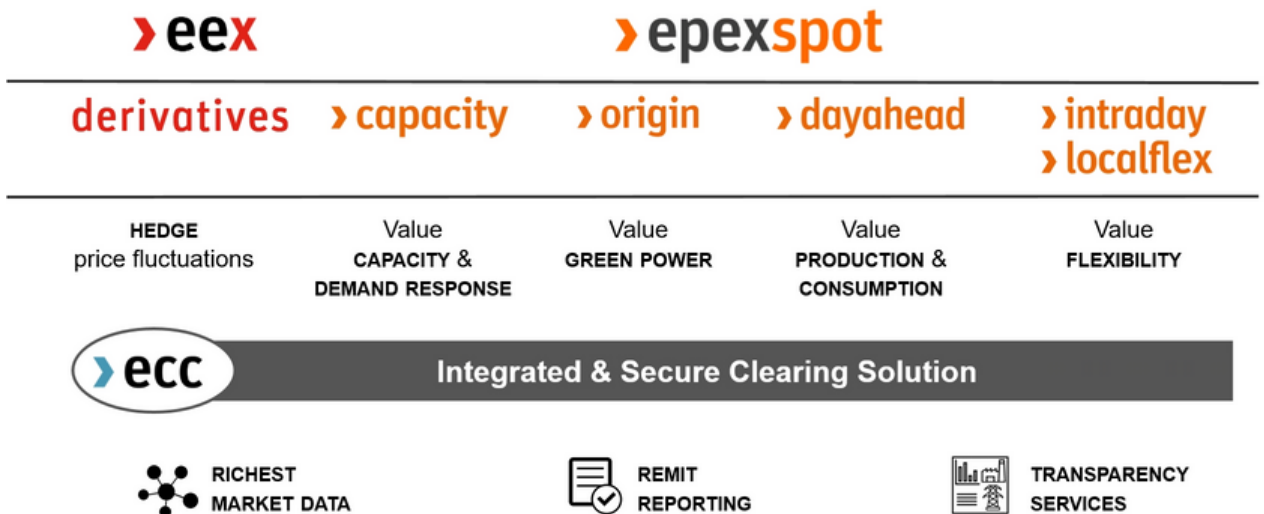 eex
epexspot
derivatives
capacity
origin
dayahead
intraday
localflex
HEDGE
price fluctuations
Value
CAPACITY &
DEMAND RESPONSE
Value
GREEN POWER
Value
PRODUCTION &
CONSUMPTION
Value
FLEXIBILITY
ecc
Integrated & Secure Clearing Solution
RICHEST
MARKET DATA
REMIT
REPORTING
TRANSPARENCY
SERVICES